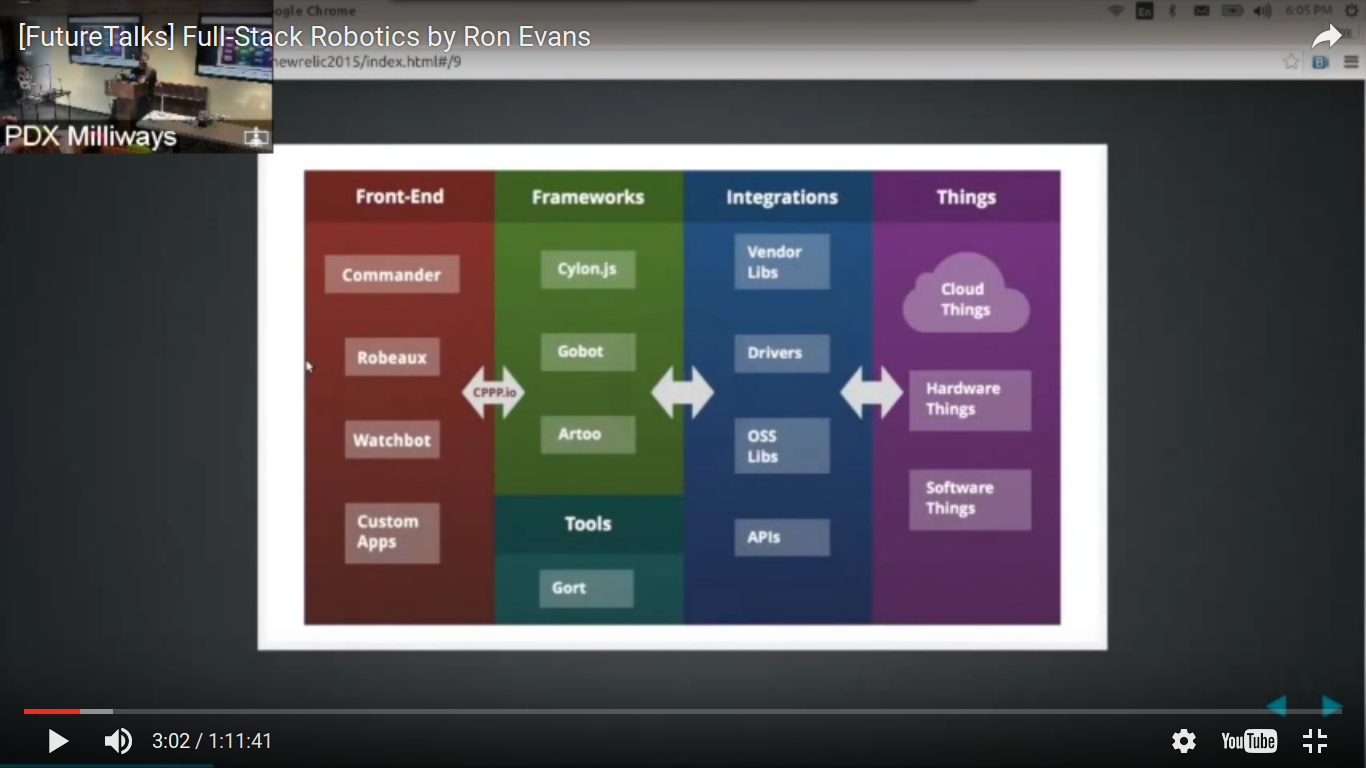 ogle Chrome
En
6:05 PM
[FutureTalks] Full-Stack Robotics by Ron Evans
newrelic2015/index.html#/9
B
PDX Milliways
Front-End
Commander
Robeaux
Watchbot
Custom
Apps
CPPP.io
Frameworks
Cylon.js
Gobot
Artoo
Tools
Gort
Integrations
Vendor
Libs
Drivers
OSS
Libs
APIs
Things
Cloud
Things
Hardware
Things
Software
Things
3:02 / 1:11:41
YouTube